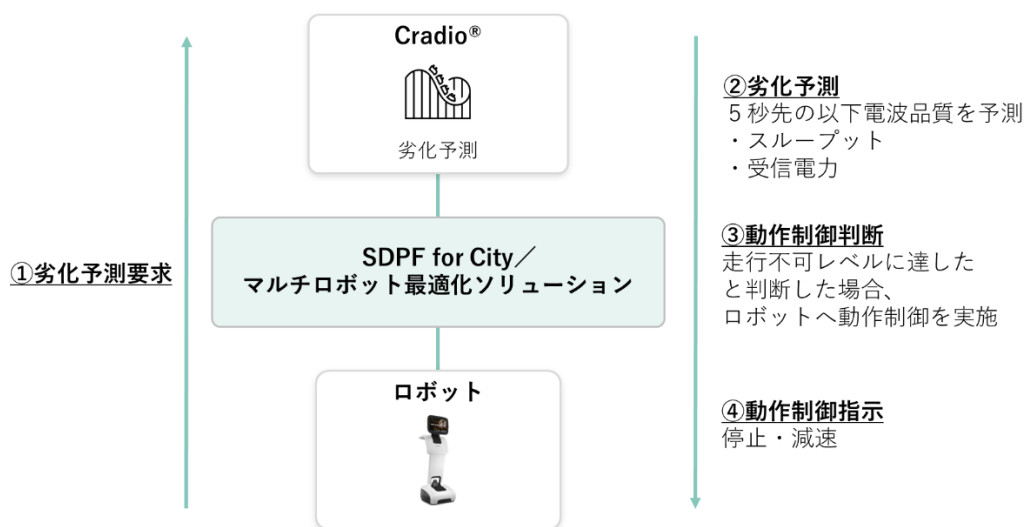 Cradio®
劣化予測
①劣化予測要求
SDPF for City／
マルチロボット最適化ソリューション
ロボット
②劣化予測
5秒先の以下電波品質を予測
・スループット
・受信電力
③動作制御判断
走行不可レベルに達した
と判断した場合、
ロボットへ動作制御を実施
④動作制御指示
停止・減速